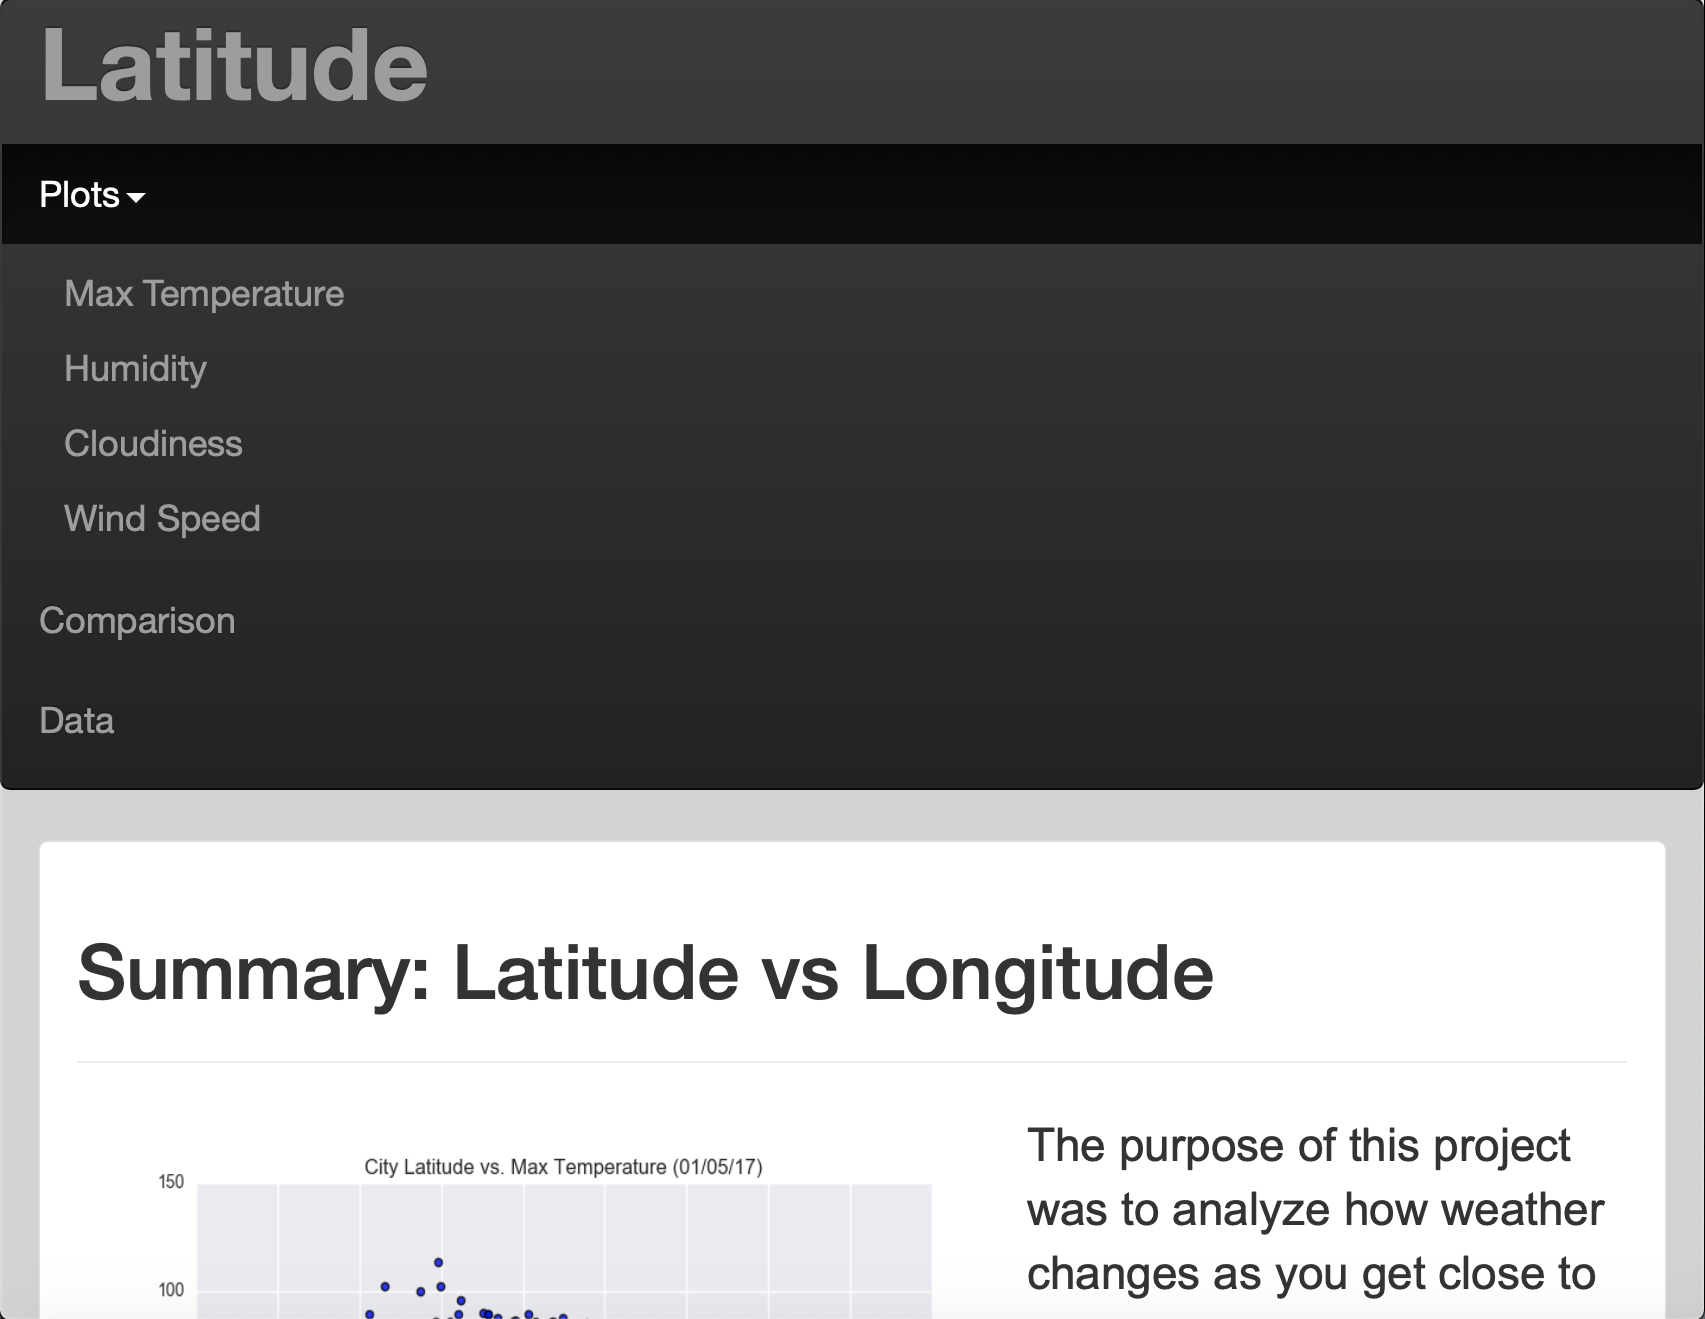 Latitude
Plots
Max Temperature
Humidity
Cloudiness
Wind Speed
Comparison
Data
Summary: Latitude vs Longitude
City Latitude vs. Max Temperature (01/05/17)
150
100
The purpose of this project
was to analyze how weather
changes as you get close to